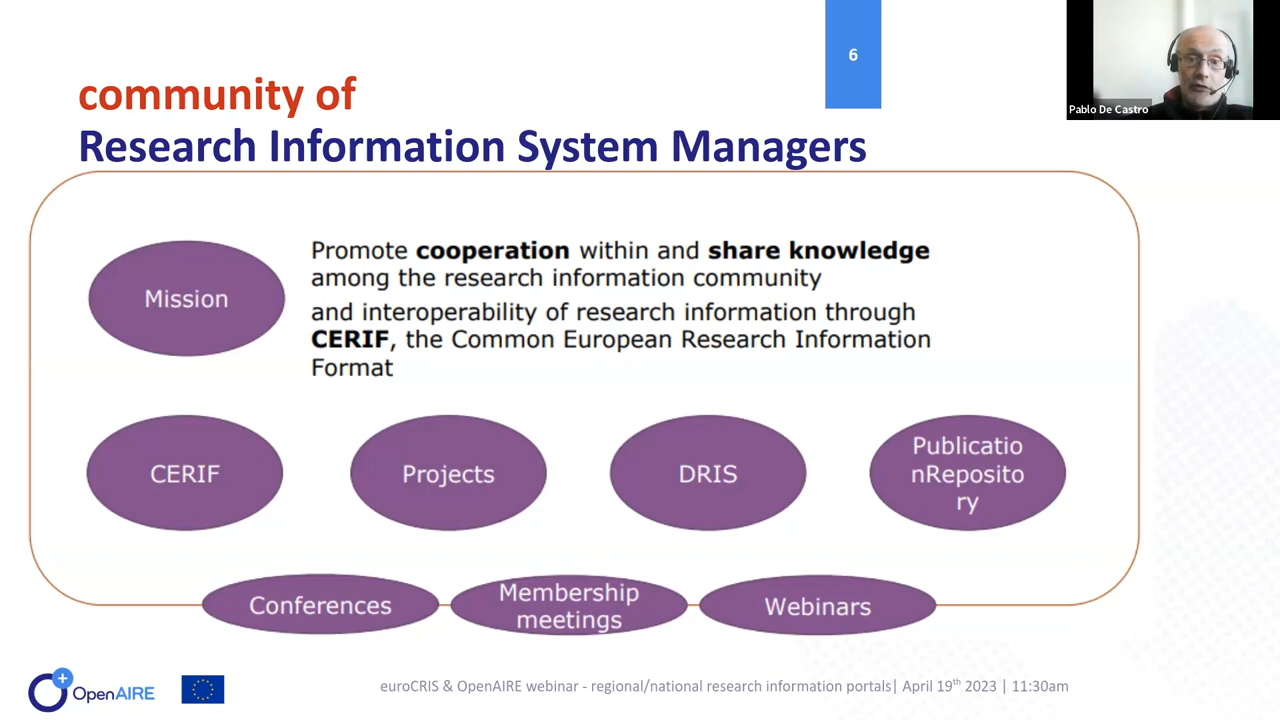 6
Pablo De Castro
community of
Research Information System Managers
Mission
Promote cooperation within and share knowledge
among the research information community
and interoperability of research information through
CERIF, the Common European Research Information
Format
CERIF
Projects
DRIS
Publicatio
nReposito
ry
Conferences
Membership
meetings
Webinars
OpenAIRE
euroCRIS & OpenAIRE webinar - regional/national research information portals| April 19th 2023 | 11:30am